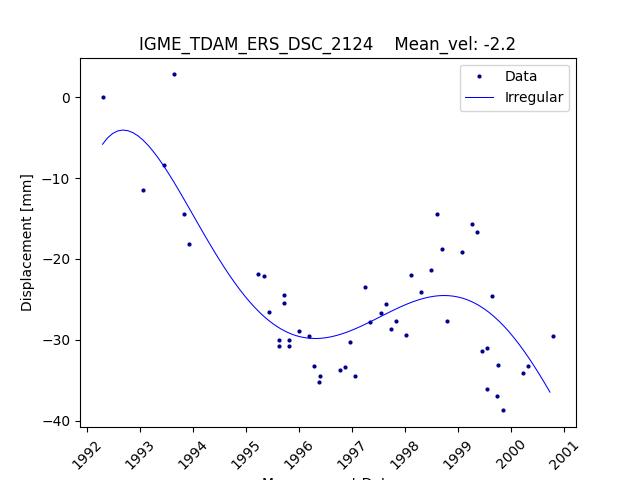 IGME_TDAM_ERS_DSC_2124    Mean_vel: -2.2
Data
Irregular
Displacement [mm]
0
−10
−20
−30
−40
1992 1993 1994 1995 1996 1997 1998 1999 2000 2001